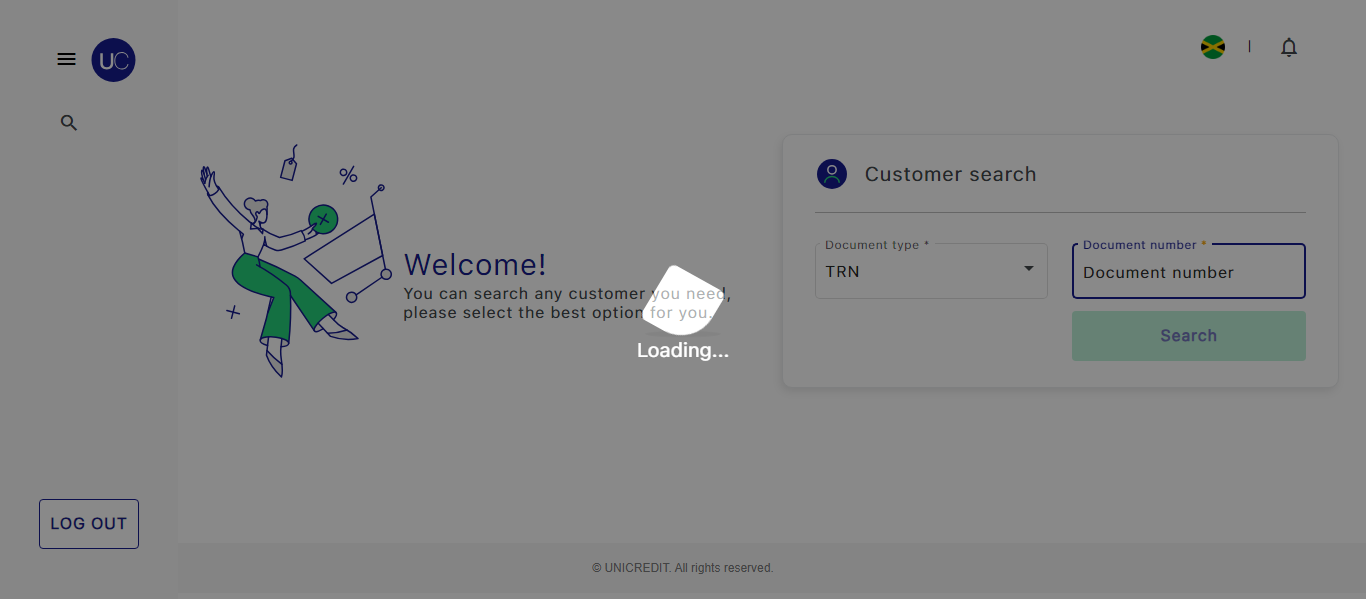 UC
Customer search
Document type *
Document number *
TRN
Document number
Welcome!
You can search any customer you need,
please select the best option for you.
Search
Loading...
LOG OUT
© UNICREDIT. All rights reserved.